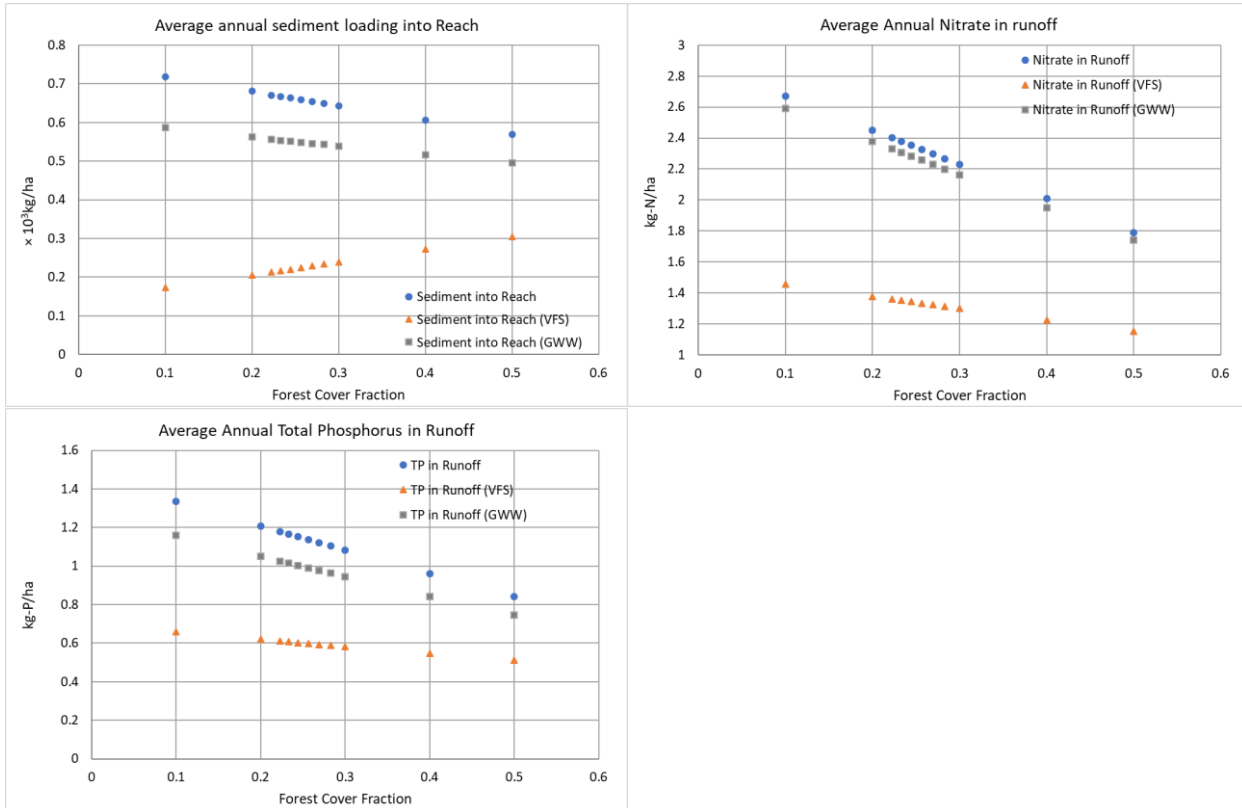 Average annual sediment loading into Reach
0.8
0.7
0.6
0.5
0.4
0.3
0.2
0.1
0
× 10³kg/ha
Sediment into Reach
Sediment into Reach (VFS)
Sediment into Reach (GWW)
0 0.1 0.2 0.3 0.4 0.5 0.6
Forest Cover Fraction
Average Annual Nitrate in runoff
3
2.8
2.6
2.4
2.2
2
1.8
1.6
1.4
1.2
1
kg-N/ha
Nitrate in Runoff
Nitrate in Runoff (VFS)
Nitrate in Runoff (GWW)
0 0.1 0.2 0.3 0.4 0.5 0.6
Forest Cover Fraction
Average Annual Total Phosphorus in Runoff
1.6
1.4
1.2
1
0.8
0.6
0.4
0.2
0
kg-P/ha
TP in Runoff
TP in Runoff (VFS)
TP in Runoff (GWW)
0 0.1 0.2 0.3 0.4 0.5 0.6
Forest Cover Fraction